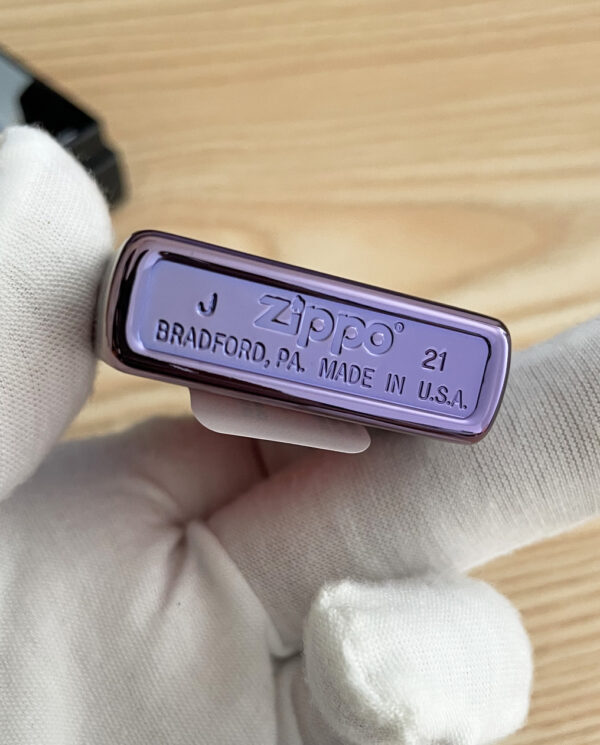 J Zippo® 21
BRADFORD, PA. MADE IN U.S.A.